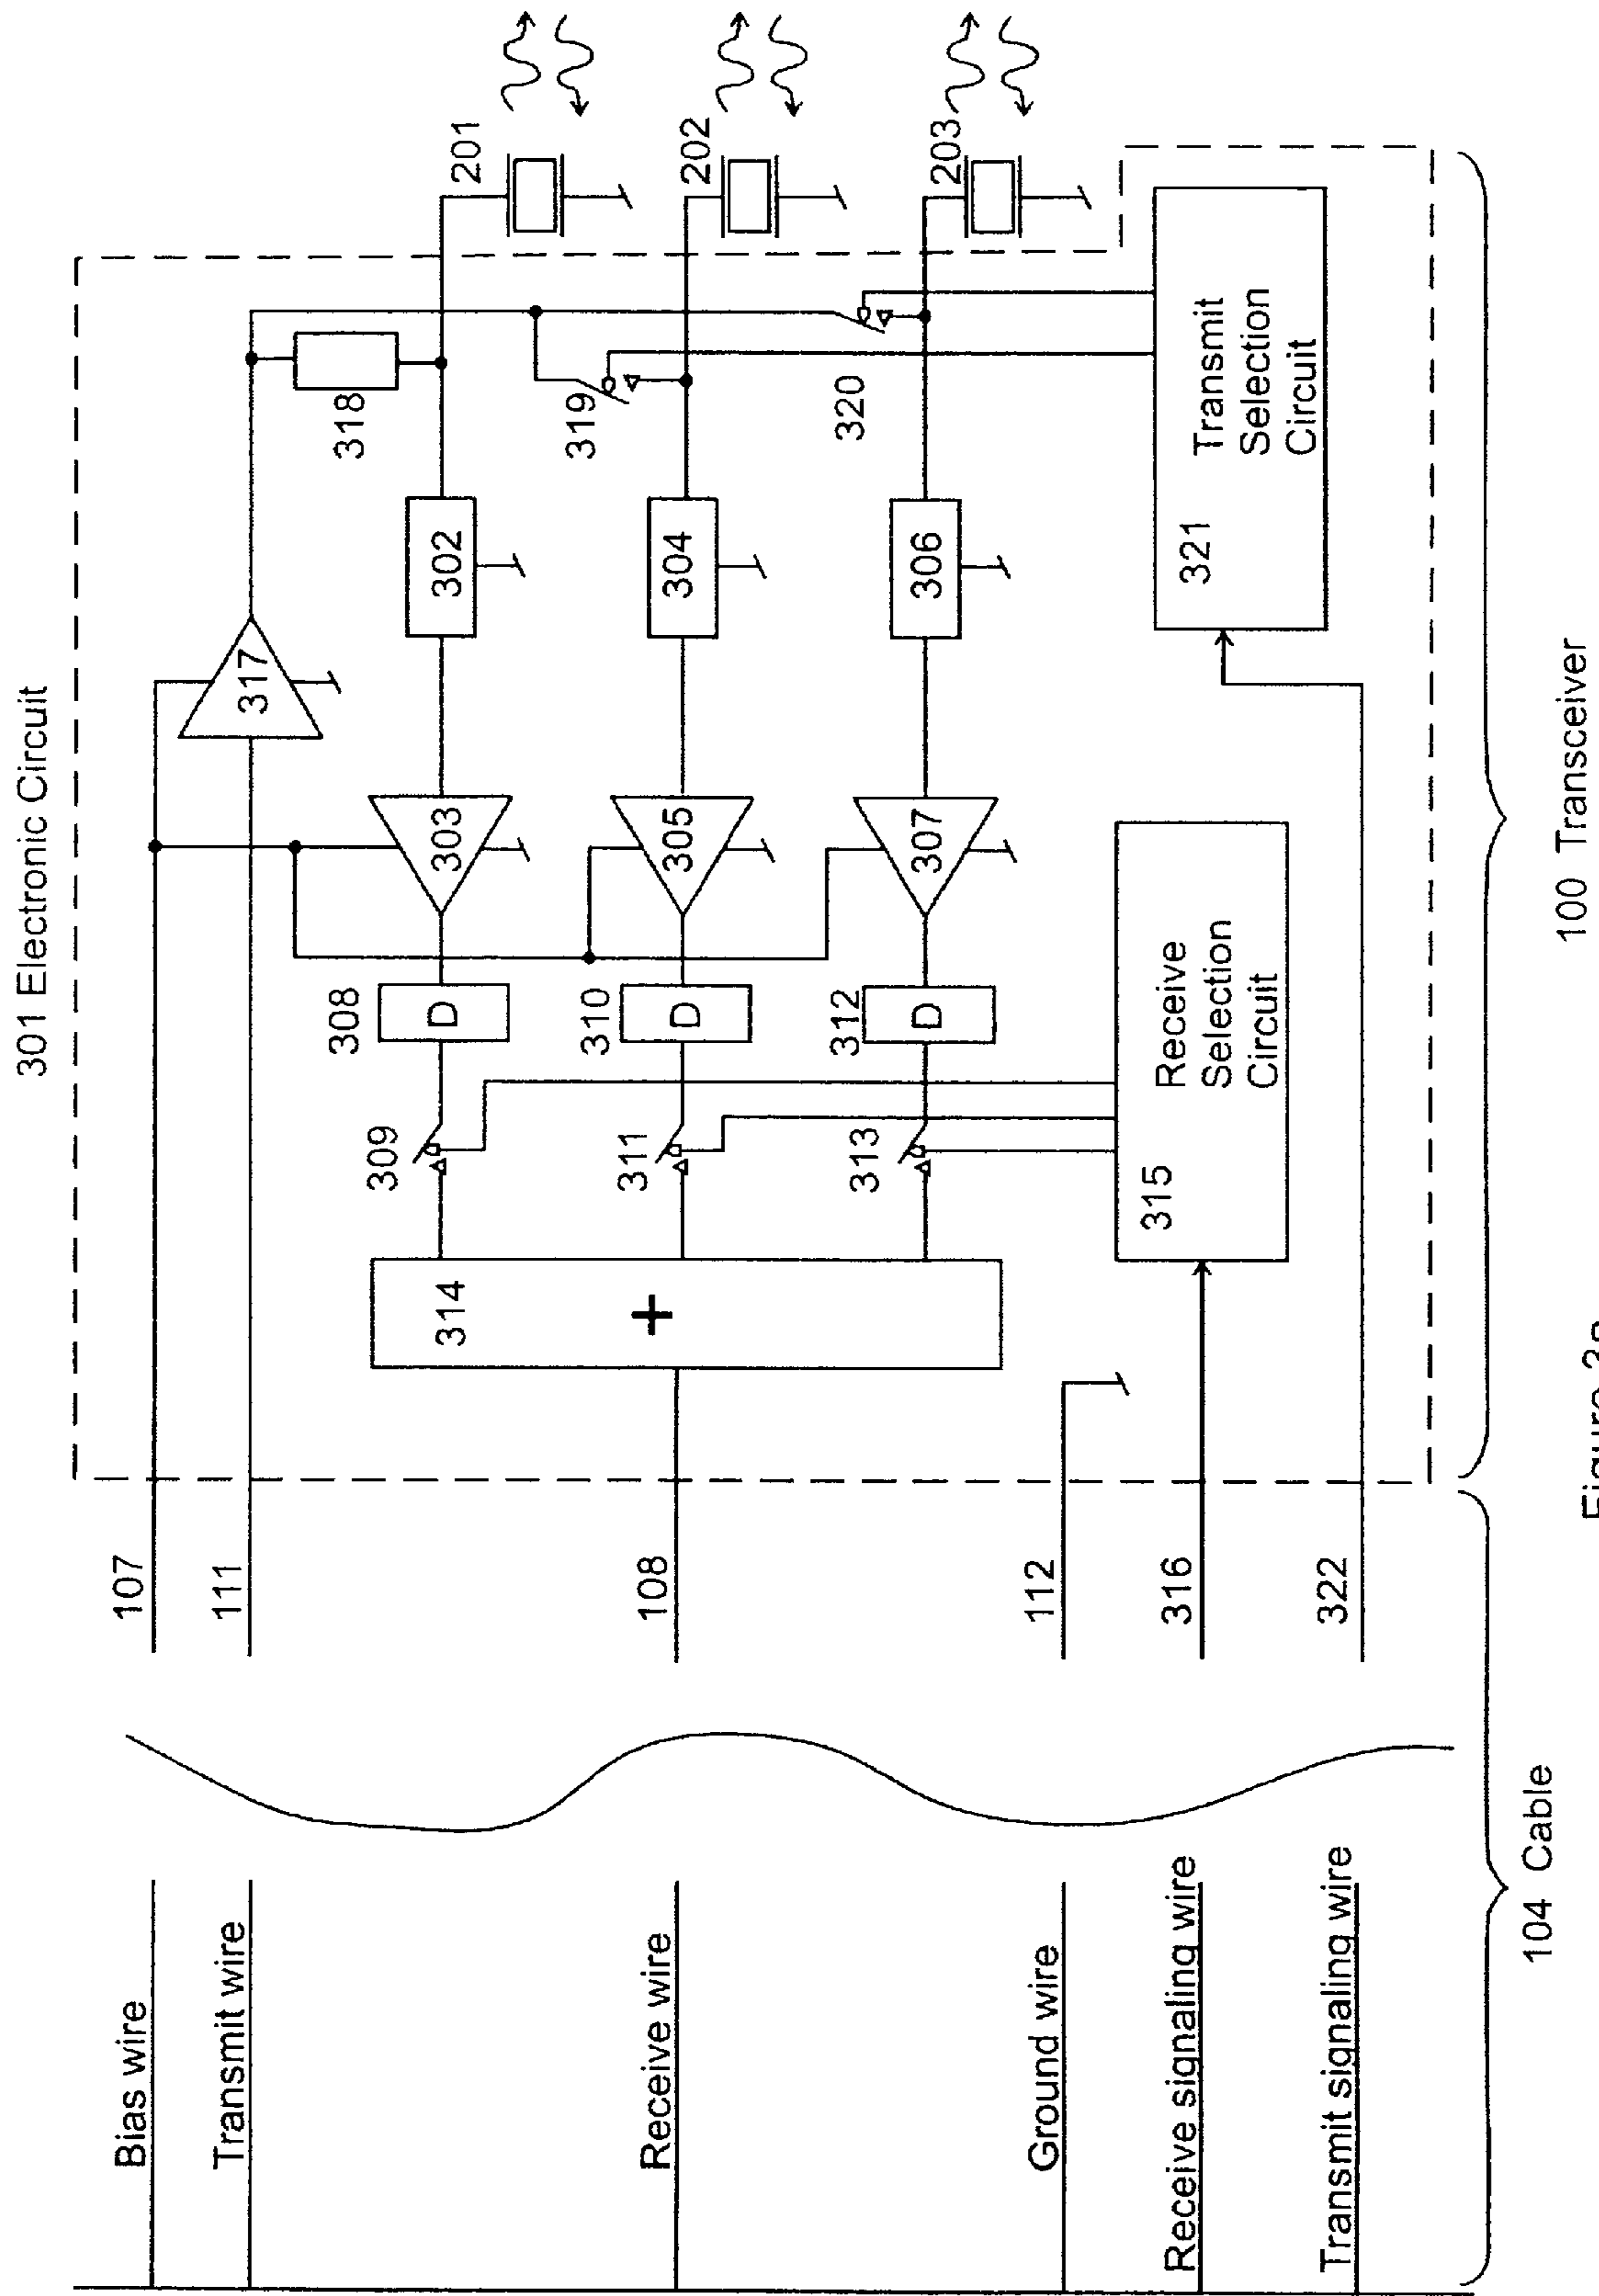 301 Electronic Circuit
Bias wire
107
Transmit wire
111
317
318
201
308
D
303
302
309
319
202
310
D
305
304
311
Receive wire
108
314
+
320
203
312
D
307
306
313
Ground wire
112
Receive signaling wire
316
315
Receive
Selection
Circuit
321
Transmit
Selection
Circuit
Transmit signaling wire
322
104 Cable
100 Transceiver